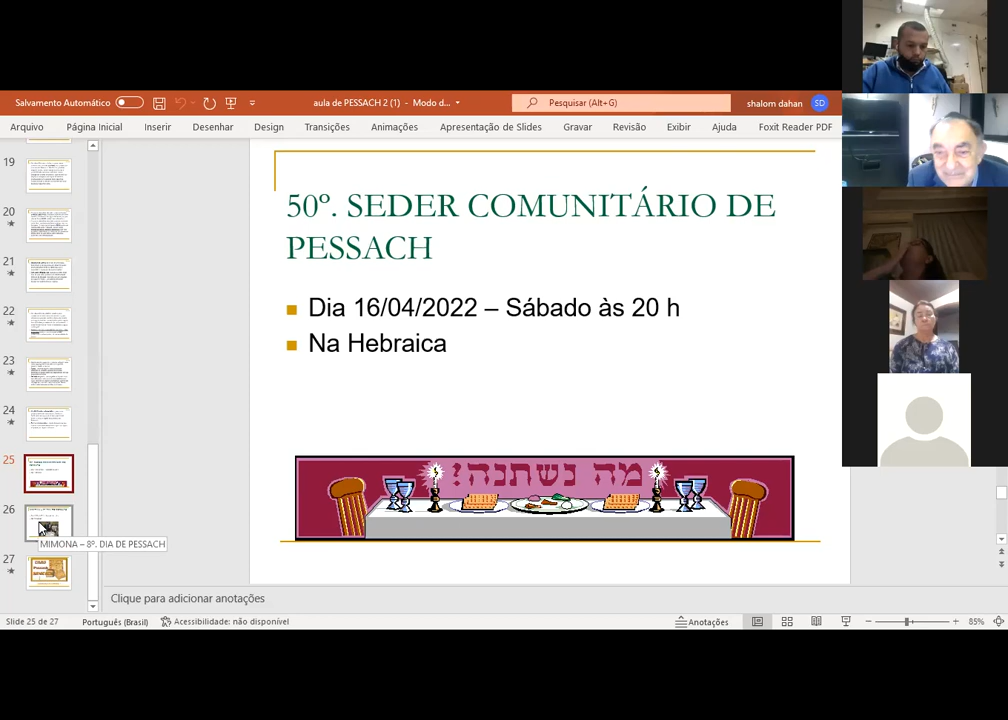 Salvamento Automático
aula de PESSACH 2 (1) - Modo d...
Pesquisar (Alt+G)
shalom dahan
SD
Arquivo
Página Inicial
Inserir
Desenhar
Design
Transições
Animações
Apresentação de Slides
Gravar
Revisão
Exibir
Ajuda
Foxit Reader PDF
19
20
21
22
23
24
25
26
27
MIMONA – 8º. DIA DE PESSACH
50º. SEDER COMUNITÁRIO DE
PESSACH
Dia 16/04/2022 – Sábado às 20 h
Na Hebraica
מה נשתנה?!
Clique para adicionar anotações
Slide 25 de 27
Português (Brasil)
Acessibilidade: não disponível
Anotações
85%